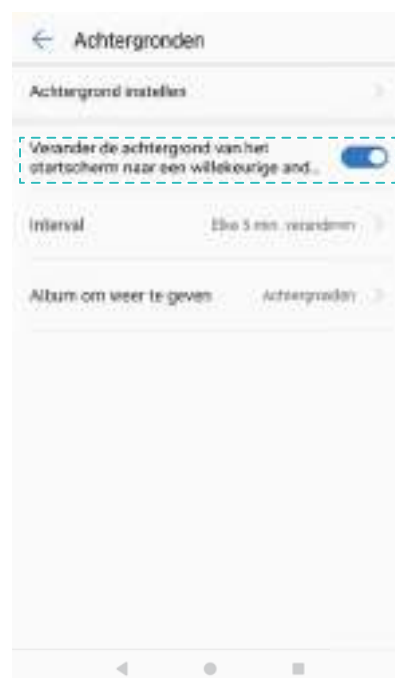 Achtergronden
Achtergrond instellen
Verander de achtergrond van het
startscherm naar een willekeurige and...
Interval Elke 5 min. veranderen
Album om weer te geven Achtergronden